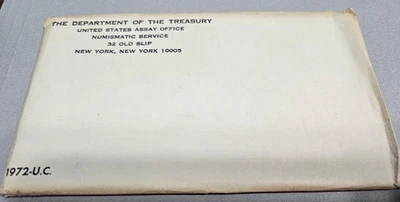 THE DEPARTMENT OF THE TREASURY
UNITED STATES ASSAY OFFICE
NUMISMATIC SERVICE
32 OLD SLIP
NEW YORK, NEW YORK 10005
1972-U.C.